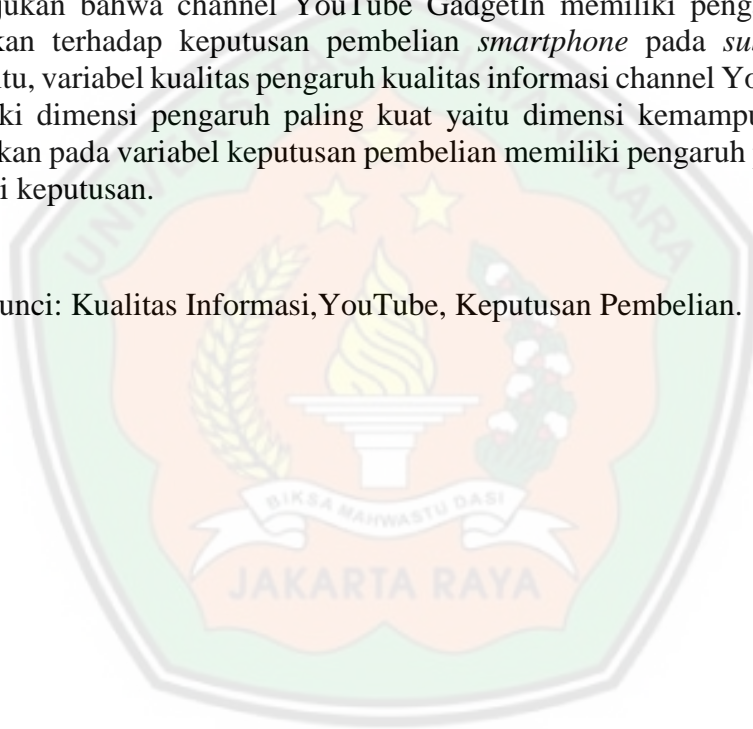 jukan bahwa channel YouTube GadgetIn memiliki peng
kan terhadap keputusan pembelian smartphone pada su
tu, variabel kualitas pengaruh kualitas informasi channel Yo
ki dimensi pengaruh paling kuat yaitu dimensi kemampu
kan pada variabel keputusan pembelian memiliki pengaruh
i keputusan.
unci: Kualitas Informasi,YouTube, Keputusan Pembelian.
BIKSA MAHWASTU DASI
JAKARTA RAYA